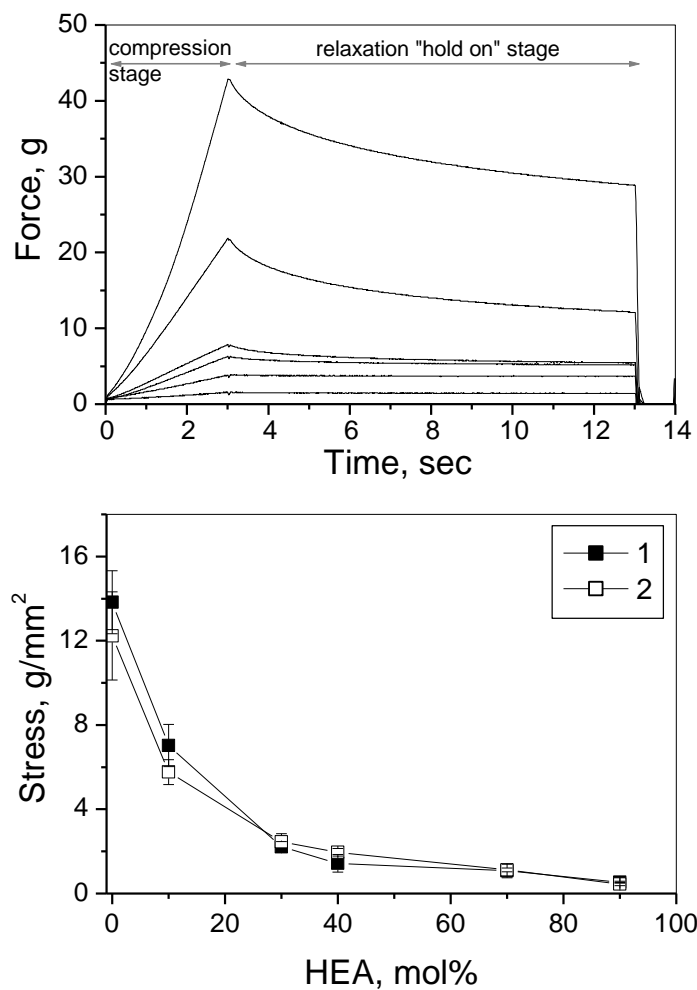 50
compression
stage
relaxation "hold on" stage
40
30
20
10
0
Force, g
0 2 4 6 8 10 12 14
Time, sec
16
12
8
4
0
Stress, g/mm²
1
2
0 20 40 60 80 100
HEA, mol%